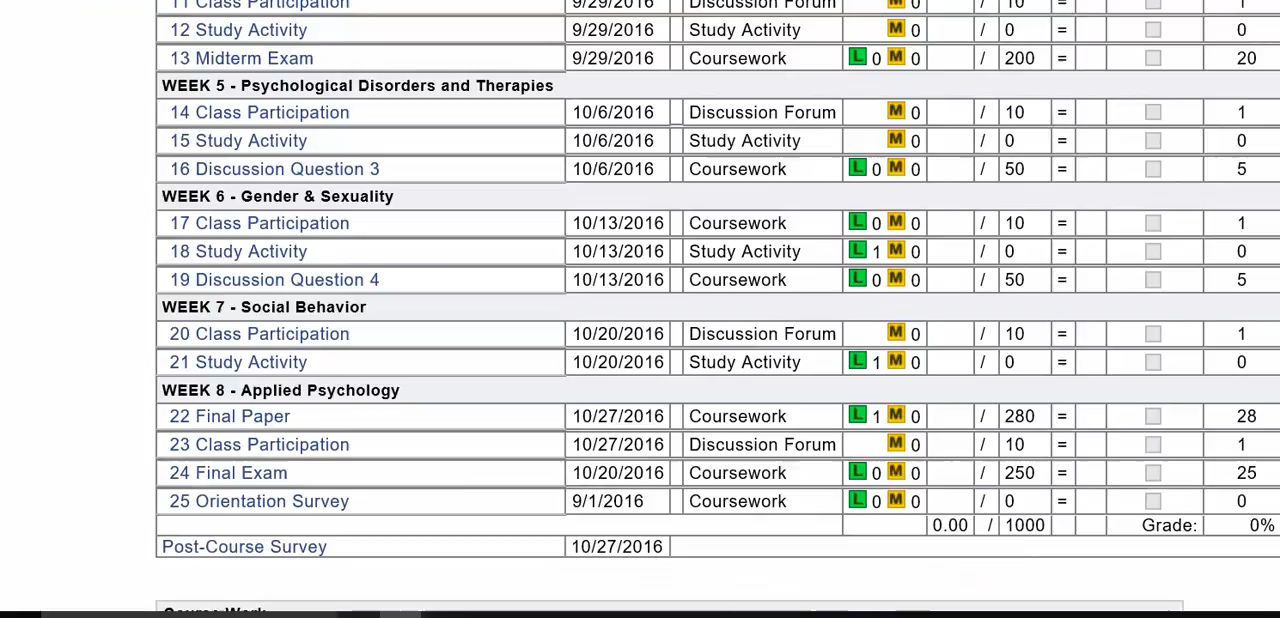 11 Class Participation 9/29/2016 Discussion Forum M 0 / 10 = 1
12 Study Activity 9/29/2016 Study Activity M 0 / 0 = 0
13 Midterm Exam 9/29/2016 Coursework L 0 M 0 / 200 = 20
WEEK 5 - Psychological Disorders and Therapies
14 Class Participation 10/6/2016 Discussion Forum M 0 / 10 = 1
15 Study Activity 10/6/2016 Study Activity M 0 / 0 = 0
16 Discussion Question 3 10/6/2016 Coursework L 0 M 0 / 50 = 5
WEEK 6 - Gender & Sexuality
17 Class Participation 10/13/2016 Coursework L 0 M 0 / 10 = 1
18 Study Activity 10/13/2016 Study Activity L 1 M 0 / 0 = 0
19 Discussion Question 4 10/13/2016 Coursework L 0 M 0 / 50 = 5
WEEK 7 - Social Behavior
20 Class Participation 10/20/2016 Discussion Forum M 0 / 10 = 1
21 Study Activity 10/20/2016 Study Activity L 1 M 0 / 0 = 0
WEEK 8 - Applied Psychology
22 Final Paper 10/27/2016 Coursework L 1 M 0 / 280 = 28
23 Class Participation 10/27/2016 Discussion Forum M 0 / 10 = 1
24 Final Exam 10/20/2016 Coursework L 0 M 0 / 250 = 25
25 Orientation Survey 9/1/2016 Coursework L 0 M 0 / 0 = 0
0.00 / 1000 Grade: 0%
Post-Course Survey 10/27/2016
Course Work